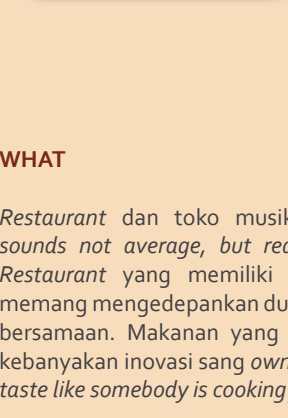 WHAT
Restaurant dan toko musik
sounds not average, but
Restaurant yang memiliki
memang mengedepankan
bersamaan. Makanan yang
kebanyakan inovasi sang
taste like somebody is cooking